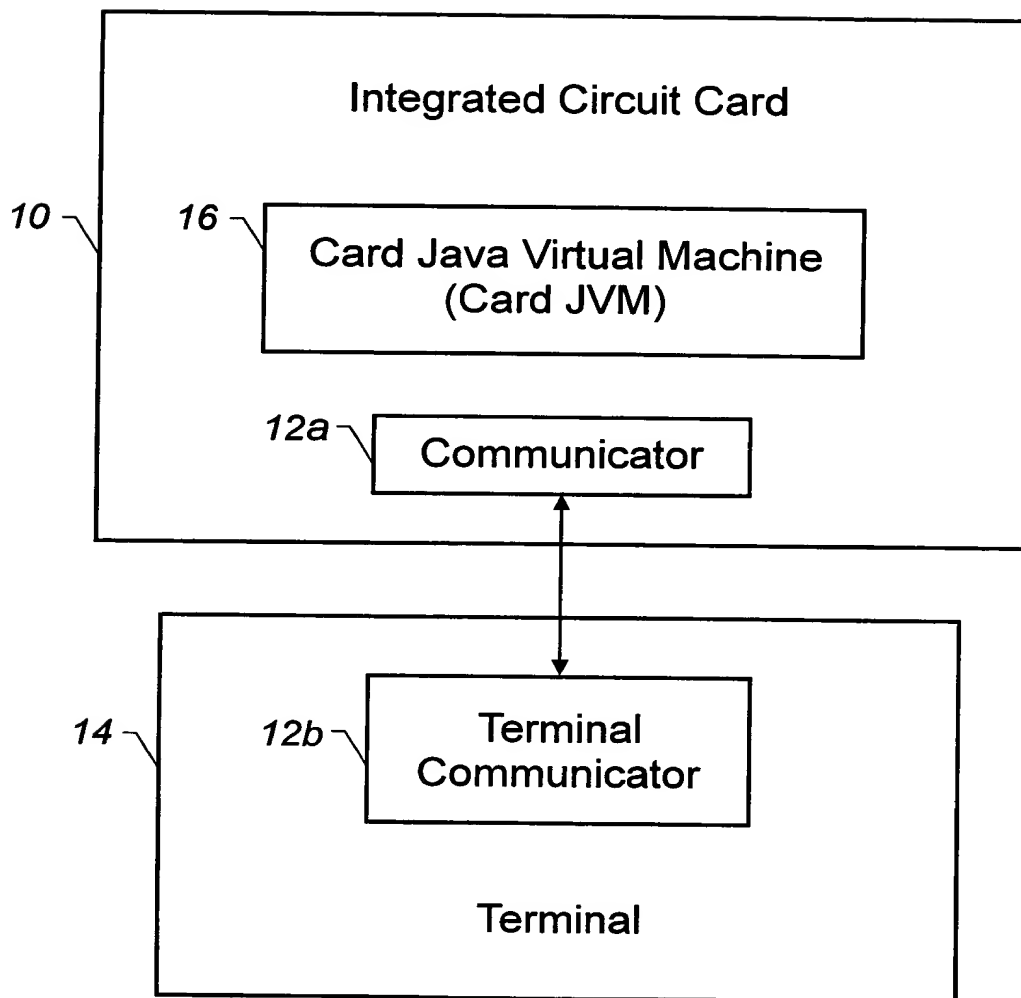 Integrated Circuit Card
10
16
Card Java Virtual Machine
(Card JVM)
12a
Communicator
14
12b
Terminal
Communicator
Terminal